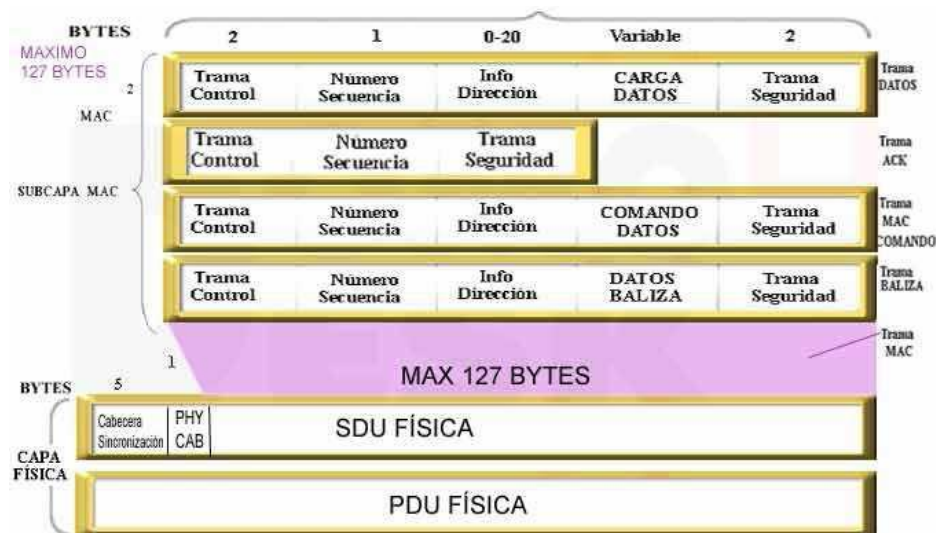 BYTES 2 1 0-20 Variable 2
MAXIMO
127 BYTES
2
MAC
SUBCAPA MAC
Trama Control Número Secuencia Info Dirección CARGA DATOS Trama Seguridad
Trama DATOS
Trama Control Número Secuencia Trama Seguridad
Trama ACK
Trama Control Número Secuencia Info Dirección COMANDO DATOS Trama Seguridad
Trama MAC COMANDO
Trama Control Número Secuencia Info Dirección DATOS BALIZA Trama Seguridad
Trama BALIZA
Trama MAC
MAX 127 BYTES
BYTES 5 1
Cabecera Sincronización PHY CAB SDU FÍSICA
CAPA FÍSICA
PDU FÍSICA